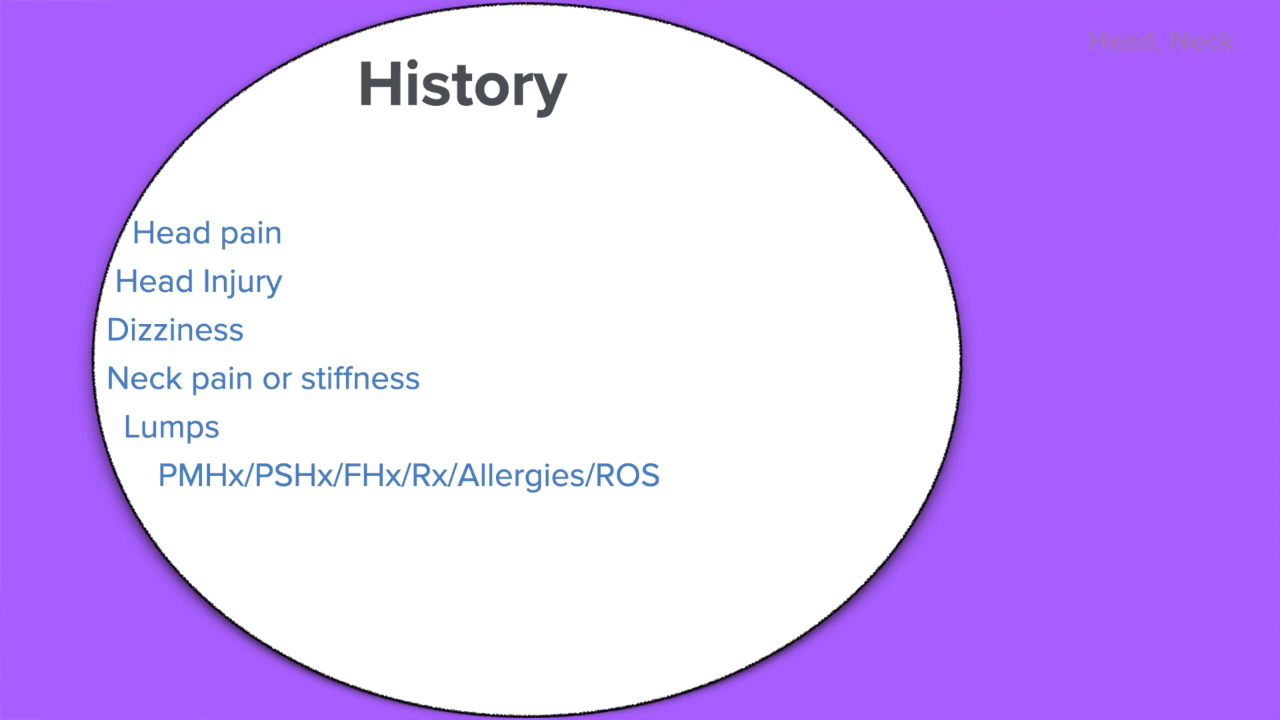 Head, Neck
History
Head pain
Head Injury
Dizziness
Neck pain or stiffness
Lumps
PMHx/PSHx/FHx/Rx/Allergies/ROS